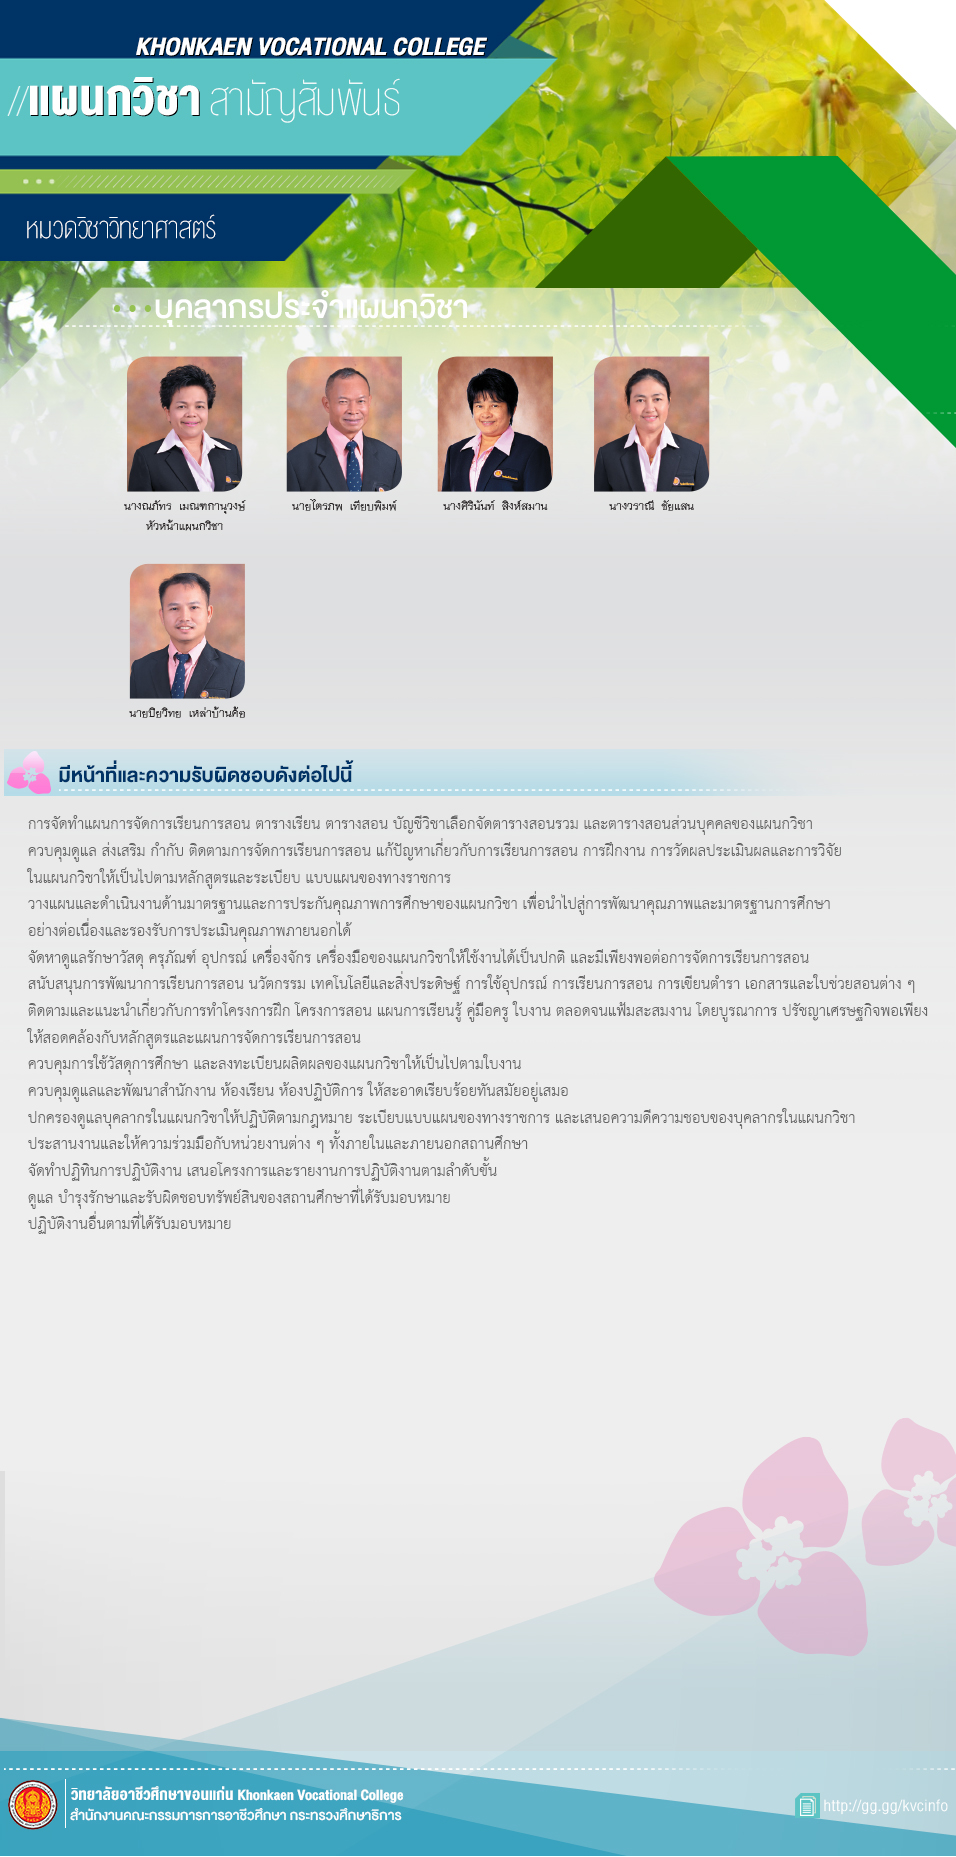 KHONKAEN VOCATIONAL COLLEGE
//แผนกวิชา สามัญสัมพันธ์
หมวดวิชาวิทยาศาสตร์
บุคลากรประจำแผนกวิชา
นางณภัทร เมณฑกานุวงษ์ นายไตรภพ เทียบพิมพ์ นางศิรินันท์ สิงห์สมาน นางวราณี ชัยแสน
หัวหน้าแผนกวิชา
นายปิยวิทย เหล่าบ้านค้อ
มีหน้าที่และความรับผิดชอบดังต่อไปนี้
การจัดทำแผนการจัดการเรียนการสอน ตารางเรียน ตารางสอน บัญชีวิชาเลือกจัดตารางสอนรวม และตารางสอนส่วนบุคคลของแผนกวิชา
ควบคุมดูแล ส่งเสริม กำกับ ติดตามการจัดการเรียนการสอน แก้ปัญหาเกี่ยวกับการเรียนการสอน การฝึกงาน การวัดผลประเมินผลและการวิจัย
ในแผนกวิชาให้เป็นไปตามหลักสูตรและระเบียบ แบบแผนของทางราชการ
วางแผนและดำเนินงานด้านมาตรฐานและการประกันคุณภาพการศึกษาของแผนกวิชา เพื่อนำไปสู่การพัฒนาคุณภาพและมาตรฐานการศึกษา
อย่างต่อเนื่องและรองรับการประเมินคุณภาพภายนอกได้
จัดหาดูแลรักษาวัสดุ ครุภัณฑ์ อุปกรณ์ เครื่องจักร เครื่องมือของแผนกวิชาให้ใช้งานได้เป็นปกติ และมีเพียงพอต่อการจัดการเรียนการสอน
สนับสนุนการพัฒนาการเรียนการสอน นวัตกรรม เทคโนโลยีและสิ่งประดิษฐ์ การใช้อุปกรณ์ การเรียนการสอน การเขียนตำรา เอกสารและใบช่วยสอนต่าง ๆ
ติดตามและแนะนำเกี่ยวกับการทำโครงการฝึก โครงการสอน แผนการเรียนรู้ คู่มือครู ใบงาน ตลอดจนแฟ้มสะสมงาน โดยบูรณาการ ปรัชญาเศรษฐกิจพอเพียง
ให้สอดคล้องกับหลักสูตรและแผนการจัดการเรียนการสอน
ควบคุมการใช้วัสดุการศึกษา และลงทะเบียนผลิตผลของแผนกวิชาให้เป็นไปตามใบงาน
ควบคุมดูแลและพัฒนาสำนักงาน ห้องเรียน ห้องปฏิบัติการ ให้สะอาดเรียบร้อยทันสมัยอยู่เสมอ
ปกครองดูแลบุคลากรในแผนกวิชาให้ปฏิบัติตามกฎหมาย ระเบียบแบบแผนของทางราชการ และเสนอความดีความชอบของบุคลากรในแผนกวิชา
ประสานงานและให้ความร่วมมือกับหน่วยงานต่าง ๆ ทั้งภายในและภายนอกสถานศึกษา
จัดทำปฏิทินการปฏิบัติงาน เสนอโครงการและรายงานการปฏิบัติงานตามลำดับขั้น
ดูแล บำรุงรักษาและรับผิดชอบทรัพย์สินของสถานศึกษาที่ได้รับมอบหมาย
ปฏิบัติงานอื่นตามที่ได้รับมอบหมาย
วิทยาลัยอาชีวศึกษาขอนแก่น Khonkaen Vocational College
สำนักงานคณะกรรมการการอาชีวศึกษา กระทรวงศึกษาธิการ
http://gg.gg/kvcinfo